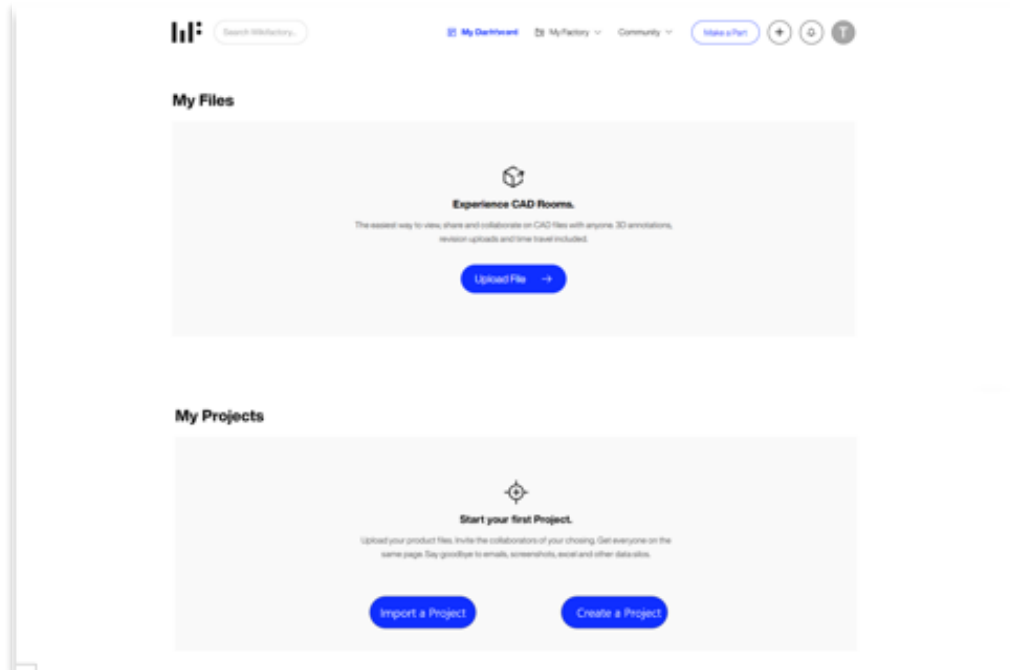 Search Wikifactory...
My Dashboard
My Factory
Community
Make a Part
T
My Files
Experience CAD Rooms.
The easiest way to view, share and collaborate on CAD files with anyone. 3D annotations,
revision uploads and time travel included.
Upload File
My Projects
Start your first Project.
Upload your product files. Invite the collaborators of your chosing. Get everyone on the
same page. Say goodbye to emails, screenshots, excel and other data silos.
Import a Project
Create a Project